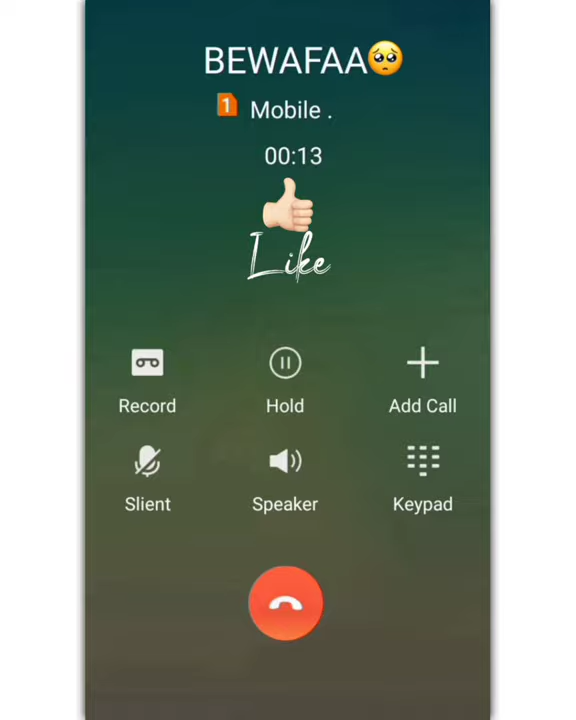 BEWAFAA🥺
1 Mobile .
00:13
Like
Record Hold Add Call
Slient Speaker Keypad